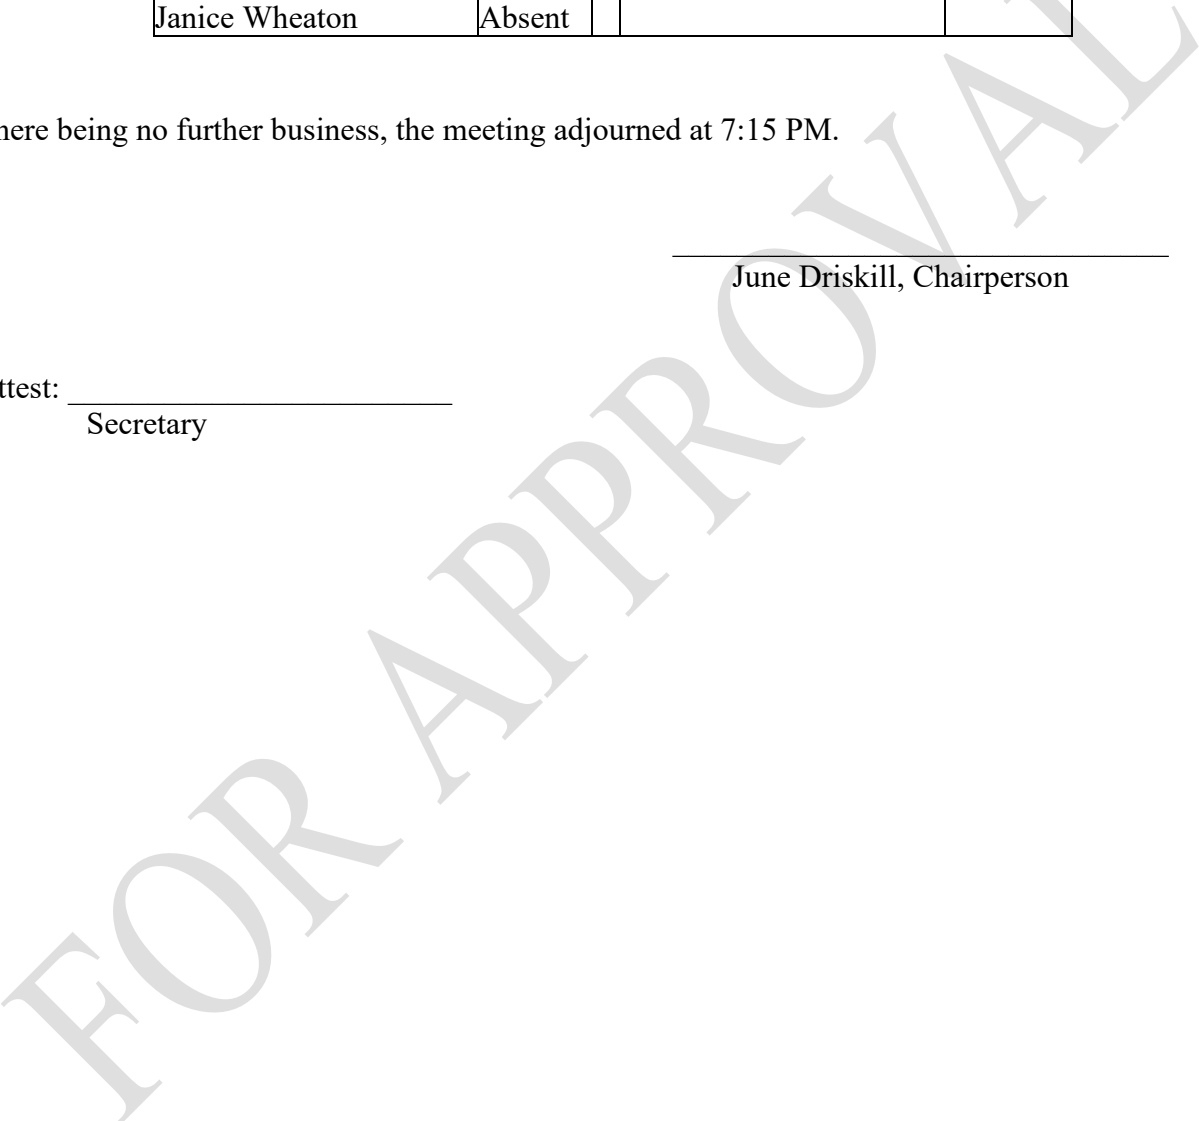 Janice Wheaton Absent
here being no further business, the meeting adjourned at 7:15 PM.
June Driskill, Chairperson
ttest: ________________________
Secretary
FOR APPROVAL